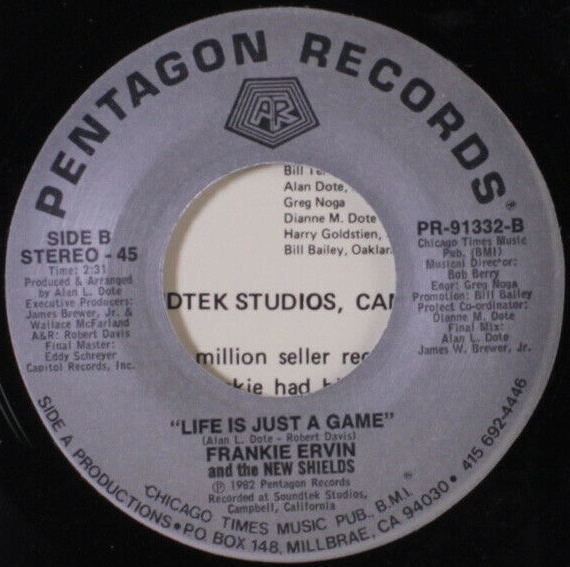 PENTAGON RECORDS®
AR
SIDE B
STEREO - 45
Time: 2:31
Produced & Arranged
by Alan L. Dote
Executive Producers:
James Brewer, Jr. &
Wallace McFarland
A&R: Robert Davis
Final Master:
Eddy Schreyer
Capitol Records, Inc.
Bill
Alan Dote,
Greg Noga
Dianne M. Dote
Harry Goldstien,
Bill Bailey, Oaklan
DTEK STUDIOS, CA
million seller rec
kie had hi
PR-91332-B
Chicago Times Music
Pub. (BMI)
Musical Director:
Bob Berry
Engr: Greg Noga
Promotion: Bill Bailey
Project Co-ordinator:
Dianne M. Dote
Final Mix:
Alan L. Dote
James W. Brewer, Jr.
"LIFE IS JUST A GAME"
(Alan L. Dote - Robert Davis)
FRANKIE ERVIN
and the NEW SHIELDS
℗ 1982 Pentagon Records
Recorded at Soundtek Studios,
Campbell, California
CHICAGO TIMES MUSIC PUB., B.M.I.®
SIDE A PRODUCTIONS • PO BOX 148, MILLBRAE, CA 94030 • 415 692-4446